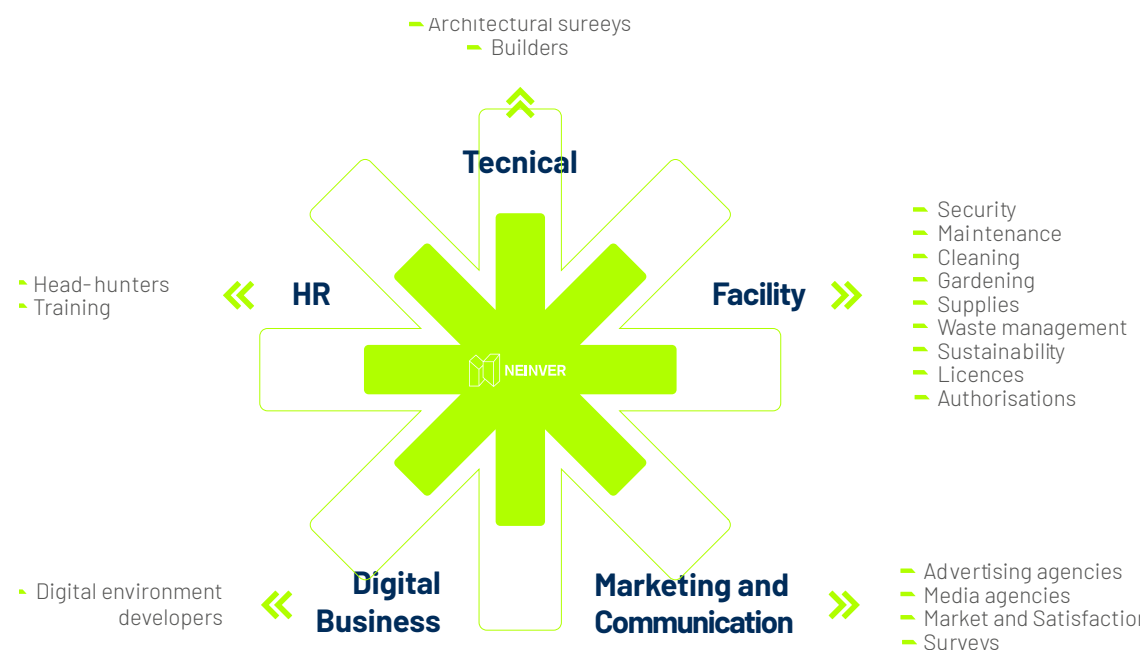 Architectural sureeys
Builders
Tecnical
Security
Maintenance
Cleaning
Gardening
Supplies
Waste management
Sustainability
Licences
Authorisations
Head-hunters
Training
HR
Facility
NEINVER
Digital environment
developers
Digital
Business
Marketing and
Communication
Advertising agencies
Media agencies
Market and Satisfaction
Surveys